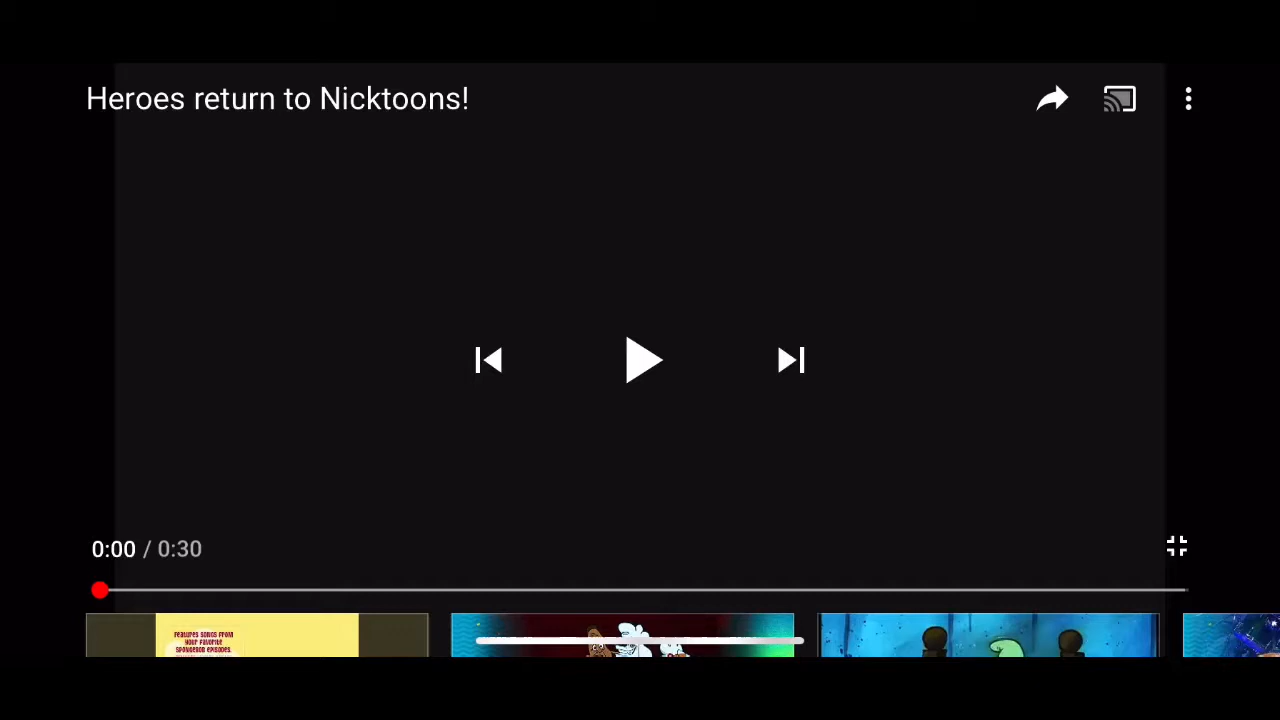 Heroes return to Nicktoons!
0:00 / 0:30
FEATURES SONGS FROM
YOUR FAVORITE
SPONGEBOB EPISODES.